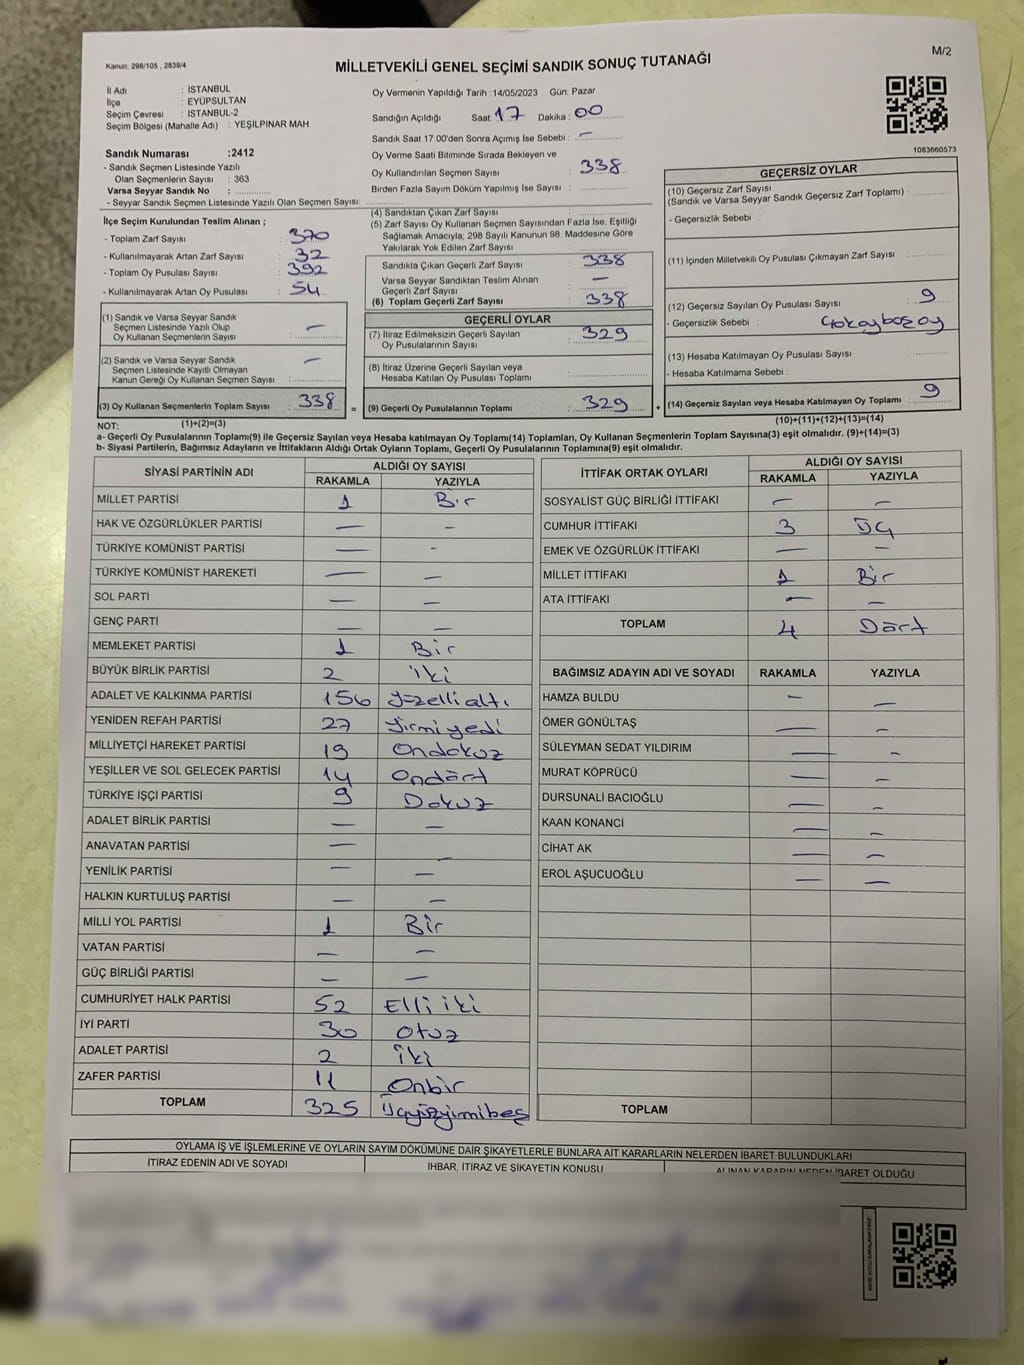 Kanun: 298/105 , 2839/4
M/2
MİLLETVEKİLİ GENEL SEÇİMİ SANDIK SONUÇ TUTANAĞI
İl Adı : İSTANBUL
İlçe : EYÜPSULTAN
Seçim Çevresi : İSTANBUL-2
Seçim Bölgesi (Mahalle Adı) : YEŞİLPINAR MAH.
Sandık Numarası :2412
- Sandık Seçmen Listesinde Yazılı
Olan Seçmenlerin Sayısı : 363
Varsa Seyyar Sandık No :
- Seyyar Sandık Seçmen Listesinde Yazılı Olan Seçmen Sayısı:
Oy Vermenin Yapıldığı Tarih :14/05/2023 Gün: Pazar
Sandığın Açıldığı Saat : 17 Dakika : 00
Sandık Saat 17:00'den Sonra Açımış İse Sebebi : —
Oy Verme Saati Bitiminde Sırada Bekleyen ve
Oy Kullandırılan Seçmen Sayısı : 338
Birden Fazla Sayım Döküm Yapılmış İse Sayısı :
1083660573
İlçe Seçim Kurulundan Teslim Alınan ;
- Toplam Zarf Sayısı : 370
- Kullanılmayarak Artan Zarf Sayısı : 32
- Toplam Oy Pusulası Sayısı : 392
- Kullanılmayarak Artan Oy Pusulası : 54
(1) Sandık ve Varsa Seyyar Sandık
Seçmen Listesinde Yazılı Olup
Oy Kullanan Seçmenlerin Sayısı : —
(2) Sandık ve Varsa Seyyar Sandık
Seçmen Listesinde Kayıtlı Olmayan
Kanun Gereği Oy Kullanan Seçmen Sayısı : —
(3) Oy Kullanan Seçmenlerin Toplam Sayısı : 338
(1)+(2)=(3)
(4) Sandıktan Çıkan Zarf Sayısı :
(5) Zarf Sayısı Oy Kullanan Seçmen Sayısından Fazla İse, Eşitliği
Sağlamak Amacıyla; 298 Sayılı Kanunun 98. Maddesine Göre
Yakılarak Yok Edilen Zarf Sayısı :
Sandıkta Çıkan Geçerli Zarf Sayısı : 338
Varsa Seyyar Sandıktan Teslim Alınan
Geçerli Zarf Sayısı : —
(6) Toplam Geçerli Zarf Sayısı : 338
GEÇERLİ OYLAR
(7) İtiraz Edilmeksizin Geçerli Sayılan
Oy Pusulalarının Sayısı : 329
(8) İtiraz Üzerine Geçerli Sayılan veya
Hesaba Katılan Oy Pusulası Toplamı :
= (9) Geçerli Oy Pusulalarının Toplamı : 329 +
GEÇERSİZ OYLAR
(10) Geçersiz Zarf Sayısı
(Sandık ve Varsa Seyyar Sandık Geçersiz Zarf Toplamı) :
- Geçersizlik Sebebi :
(11) İçinden Milletvekili Oy Pusulası Çıkmayan Zarf Sayısı :
(12) Geçersiz Sayılan Oy Pusulası Sayısı : 9
- Geçersizlik Sebebi :
(13) Hesaba Katılmayan Oy Pusulası Sayısı :
- Hesaba Katılmama Sebebi :
(14) Geçersiz Sayılan veya Hesaba Katılmayan Oy Toplamı : 9
(10)+(11)+(12)+(13)=(14)
NOT:
a- Geçerli Oy Pusulalarının Toplamı(9) ile Geçersiz Sayılan veya Hesaba katılmayan Oy Toplamı(14) Toplamları, Oy Kullanan Seçmenlerin Toplam Sayısına(3) eşit olmalıdır. (9)+(14)=(3)
b- Siyasi Partilerin, Bağımsız Adayların ve İttifakların Aldığı Ortak Oyların Toplamı, Geçerli Oy Pusulalarının Toplamına(9) eşit olmalıdır.
SİYASİ PARTİNİN ADI ALDIĞI OY SAYISI
RAKAMLA YAZIYLA
MİLLET PARTİSİ 1 Bir
HAK VE ÖZGÜRLÜKLER PARTİSİ — -
TÜRKİYE KOMÜNİST PARTİSİ — -
TÜRKİYE KOMÜNİST HAREKETİ — —
SOL PARTİ — —
GENÇ PARTİ — —
MEMLEKET PARTİSİ 1 Bir
BÜYÜK BİRLİK PARTİSİ 2 iki
ADALET VE KALKINMA PARTİSİ 156 yüzellialtı
YENİDEN REFAH PARTİSİ 27 yirmiyedi
MİLLİYETÇİ HAREKET PARTİSİ 19 Ondokuz
YEŞİLLER VE SOL GELECEK PARTİSİ 14 Ondört
TÜRKİYE İŞÇİ PARTİSİ 9 Dokuz
ADALET BİRLİK PARTİSİ — —
ANAVATAN PARTİSİ — —
YENİLİK PARTİSİ — —
HALKIN KURTULUŞ PARTİSİ — —
MİLLİ YOL PARTİSİ 1 Bir
VATAN PARTİSİ — —
GÜÇ BİRLİĞİ PARTİSİ — —
CUMHURİYET HALK PARTİSİ 52 Elli iki
İYİ PARTİ 30 Otuz
ADALET PARTİSİ 2 iki
ZAFER PARTİSİ 11 Onbir
TOPLAM 325 Üçyüzyirmibeş
İTTİFAK ORTAK OYLARI ALDIĞI OY SAYISI
RAKAMLA YAZIYLA
SOSYALİST GÜÇ BİRLİĞİ İTTİFAKI — —
CUMHUR İTTİFAKI 3 Üç
EMEK VE ÖZGÜRLÜK İTTİFAKI — —
MİLLET İTTİFAKI 1 Bir
ATA İTTİFAKI — —
TOPLAM 4 Dört
BAĞIMSIZ ADAYIN ADI VE SOYADI RAKAMLA YAZIYLA
HAMZA BULDU — —
ÖMER GÖNÜLTAŞ — —
SÜLEYMAN SEDAT YILDIRIM — -
MURAT KÖPRÜCÜ — —
DURSUNALİ BACIOĞLU — —
KAAN KONANCİ — —
CİHAT AK — —
EROL AŞUCUOĞLU — —
TOPLAM
OYLAMA İŞ VE İŞLEMLERİNE VE OYLARIN SAYIM DÖKÜMÜNE DAİR ŞİKAYETLERLE BUNLARA AİT KARARLARIN NELERDEN İBARET BULUNDUKLARI
İTİRAZ EDENİN ADI VE SOYADI IHBAR, İTİRAZ VE ŞİKAYETİN KONUSU ALINAN KARARIN NEDEN İBARET OLDUĞU